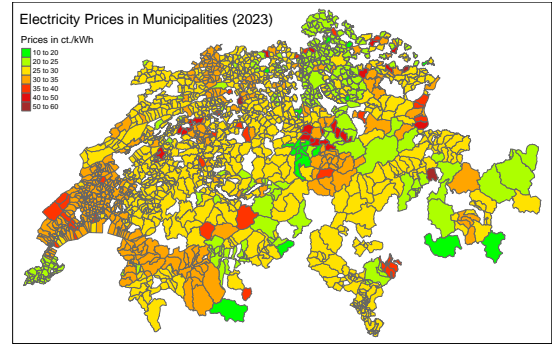 Electricity Prices in Municipalities (2023)
Prices in ct./kWh
10 to 20
20 to 25
25 to 30
30 to 35
35 to 40
40 to 50
50 to 60